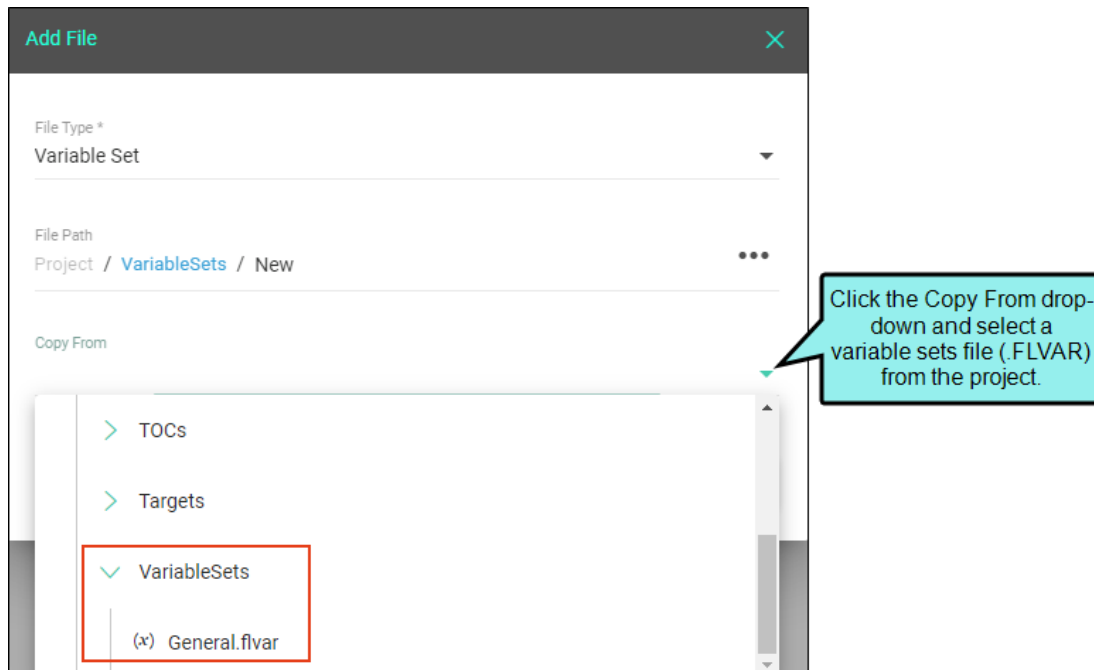 Add File
File Type *
Variable Set
File Path
Project / VariableSets / New
Copy From
Click the Copy From drop-
down and select a
variable sets file (.FLVAR)
from the project.
TOCs
Targets
VariableSets
(x) General.flvar